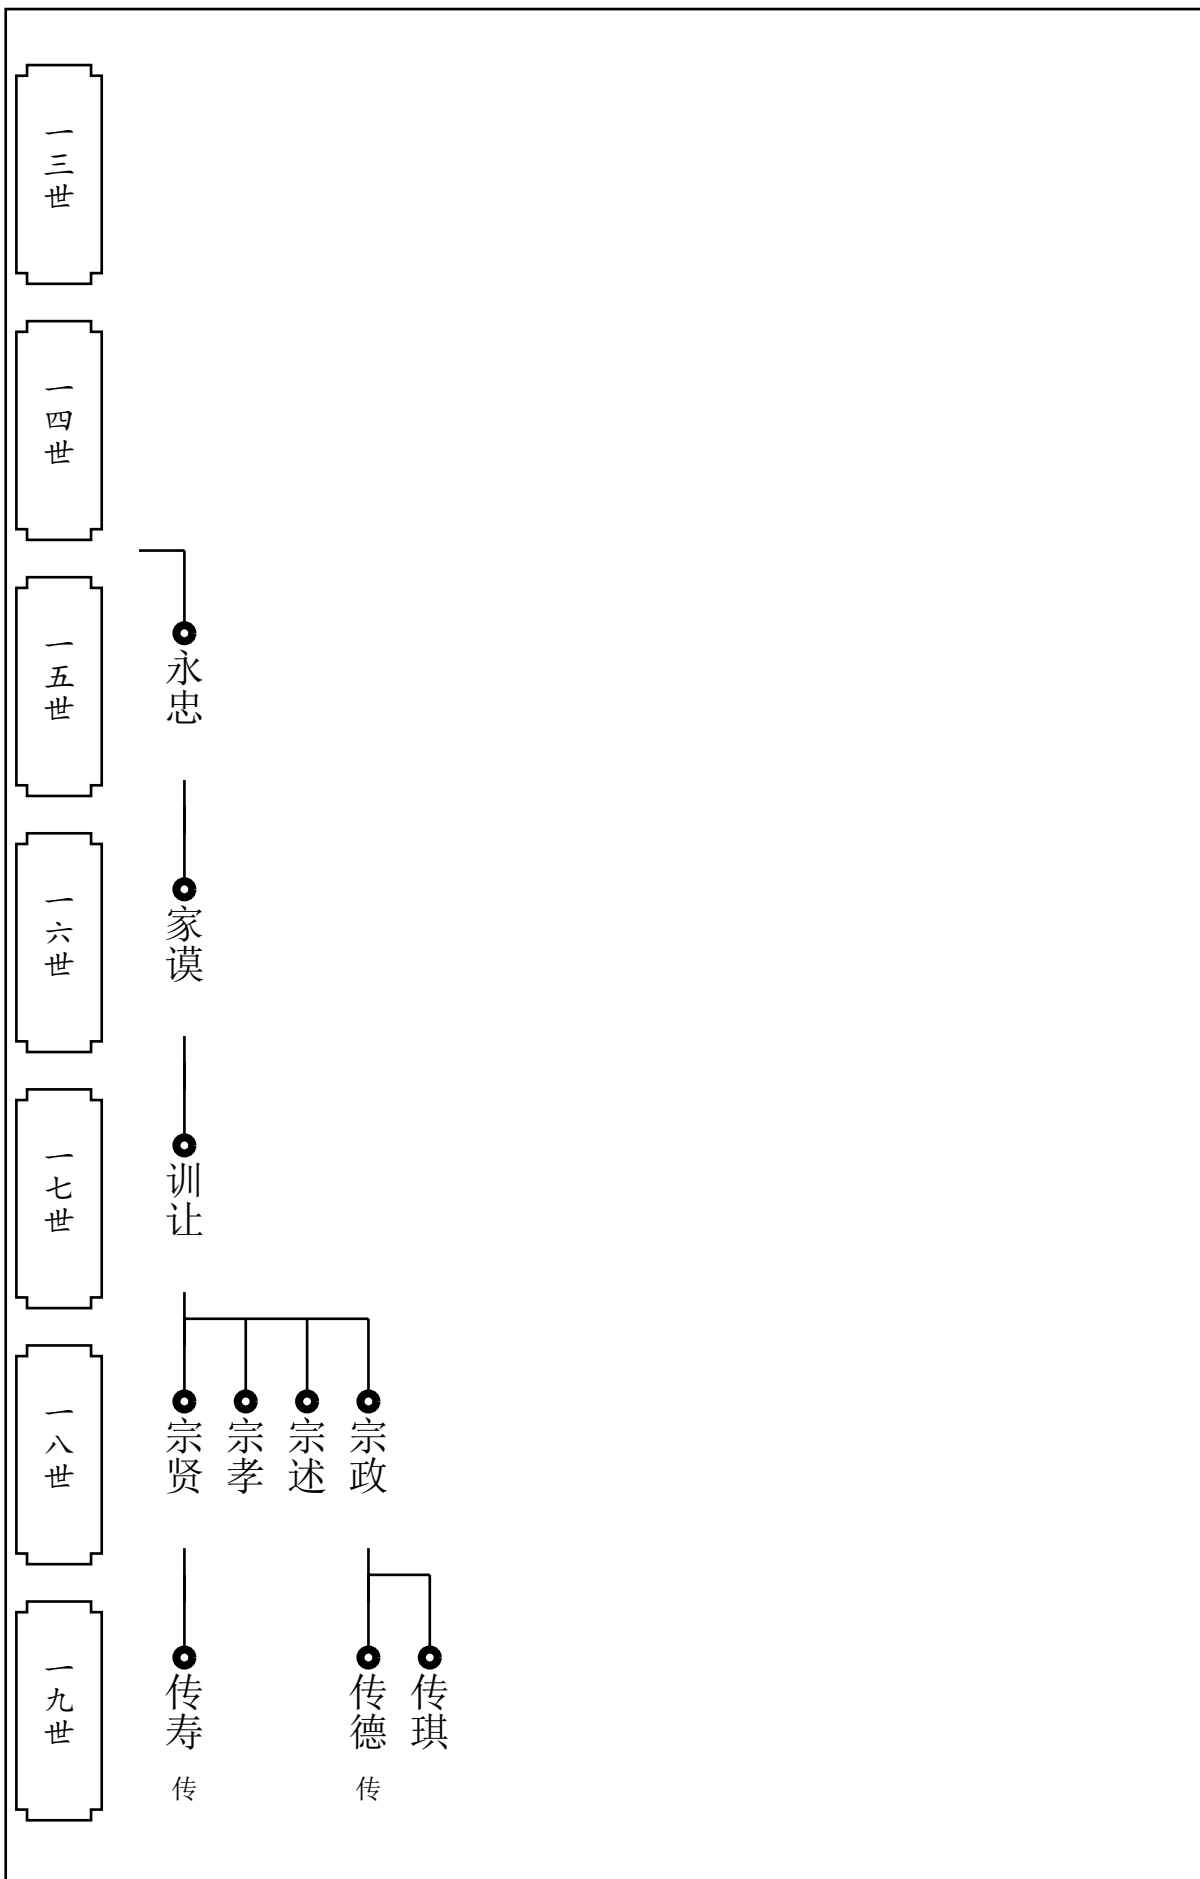 一三世
一四世
一五世
永忠
一六世
家谟
一七世
训让
一八世
宗贤
宗孝
宗述
宗政
一九世
传寿
传德
传琪
传
传